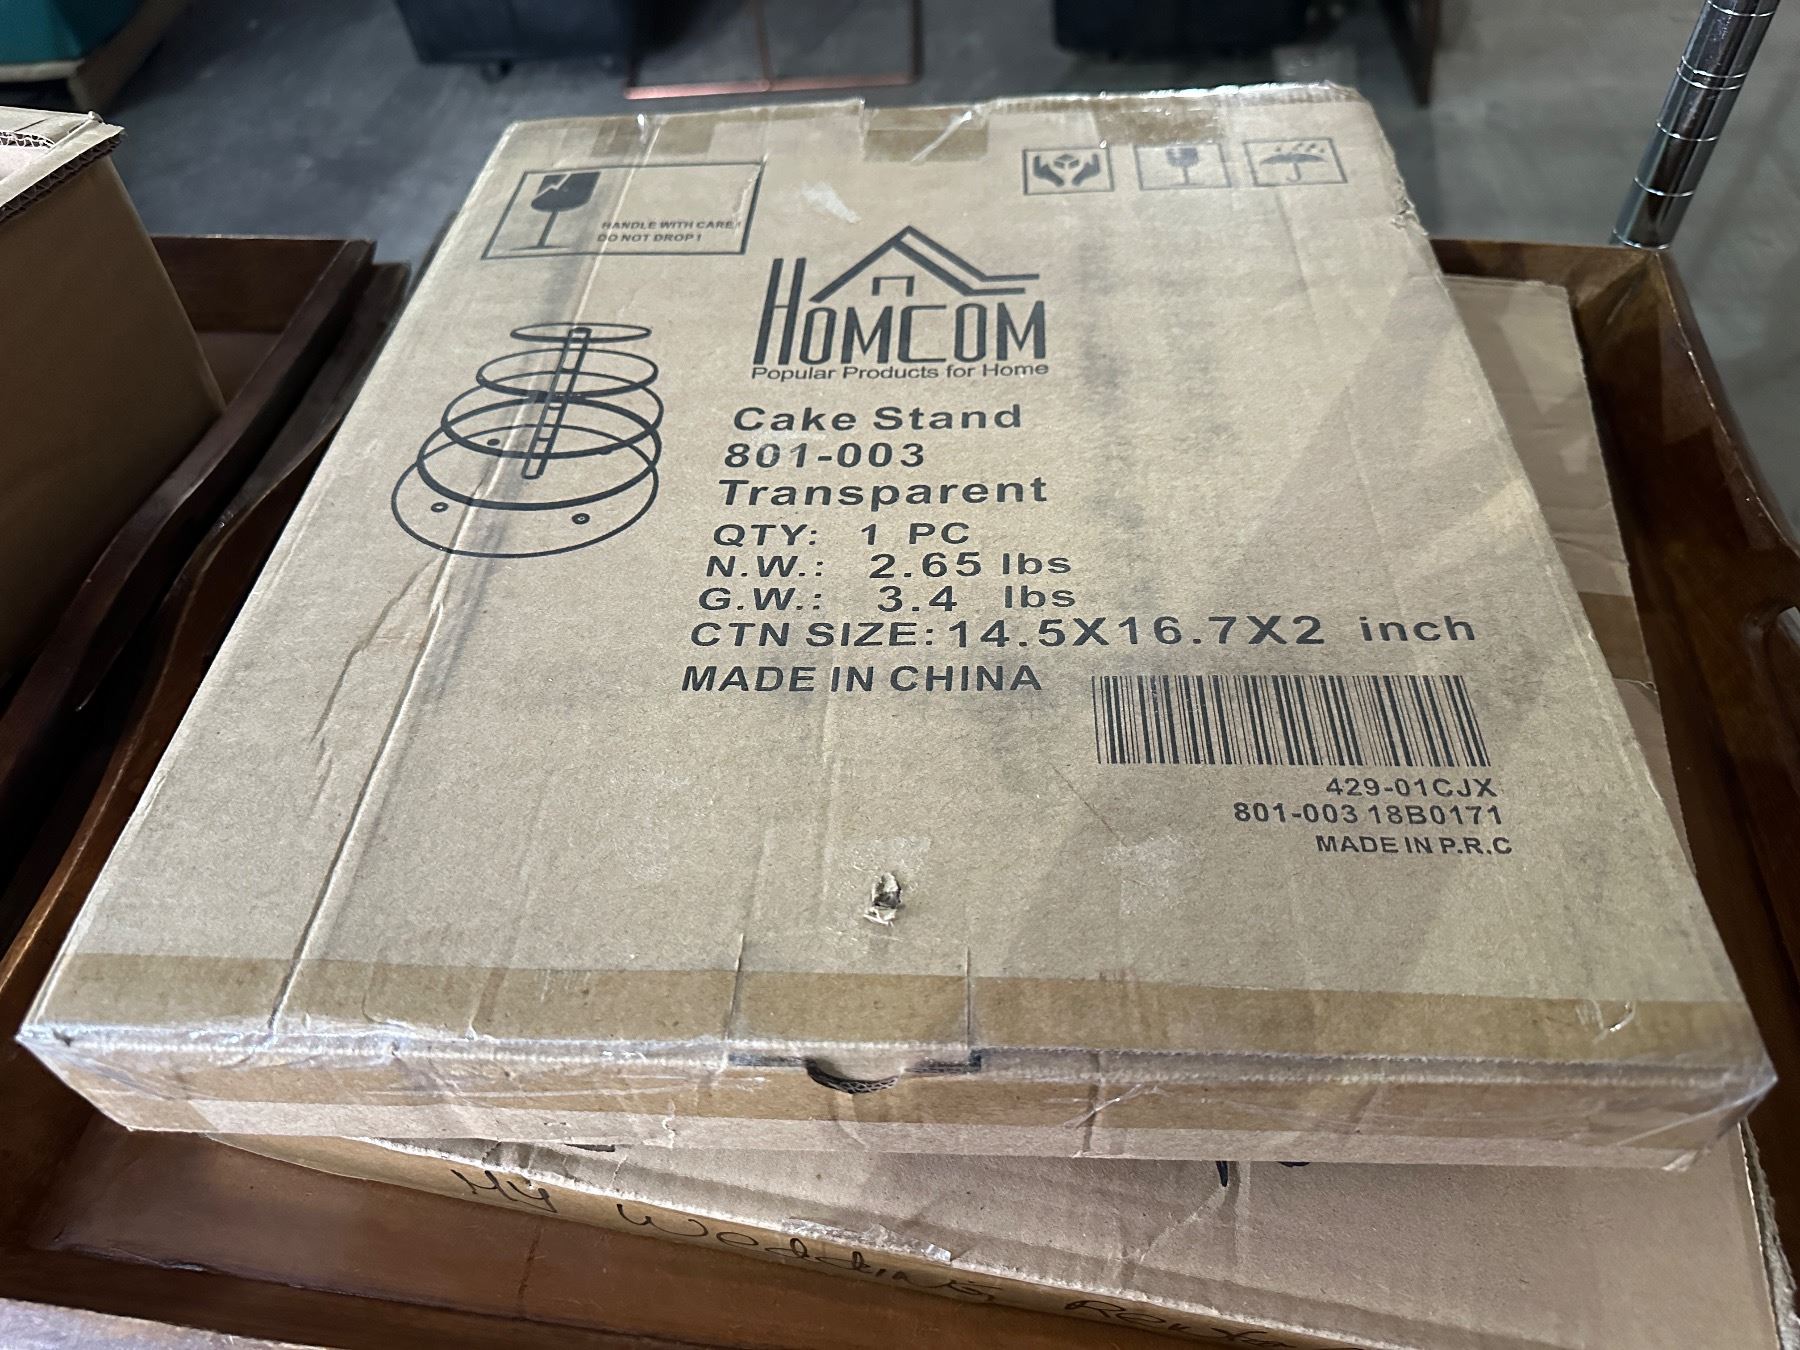 HANDLE WITH CARE!
DO NOT DROP!
HOMCOM
Popular Products for Home
Cake Stand
801-003
Transparent
QTY: 1 PC
N.W.: 2.65 lbs
G.W.: 3.4 lbs
CTN SIZE: 14.5X16.7X2 inch
MADE IN CHINA
429-01CJX
801-003 18B0171
MADE IN P.R.C
My Wedding